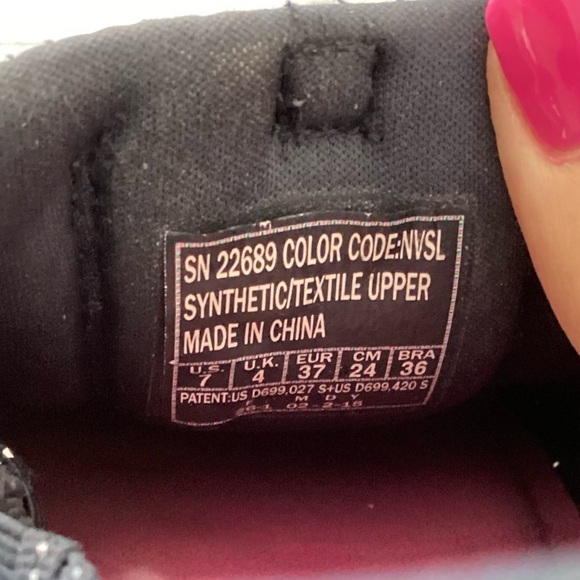 SN 22689 COLOR CODE:NVSL
SYNTHETIC/TEXTILE UPPER
MADE IN CHINA
U.S. U.K. EUR CM BRA
7 4 37 24 36
PATENT:US D699,027 S+US D699,420 S
F M D Y
02-2-15